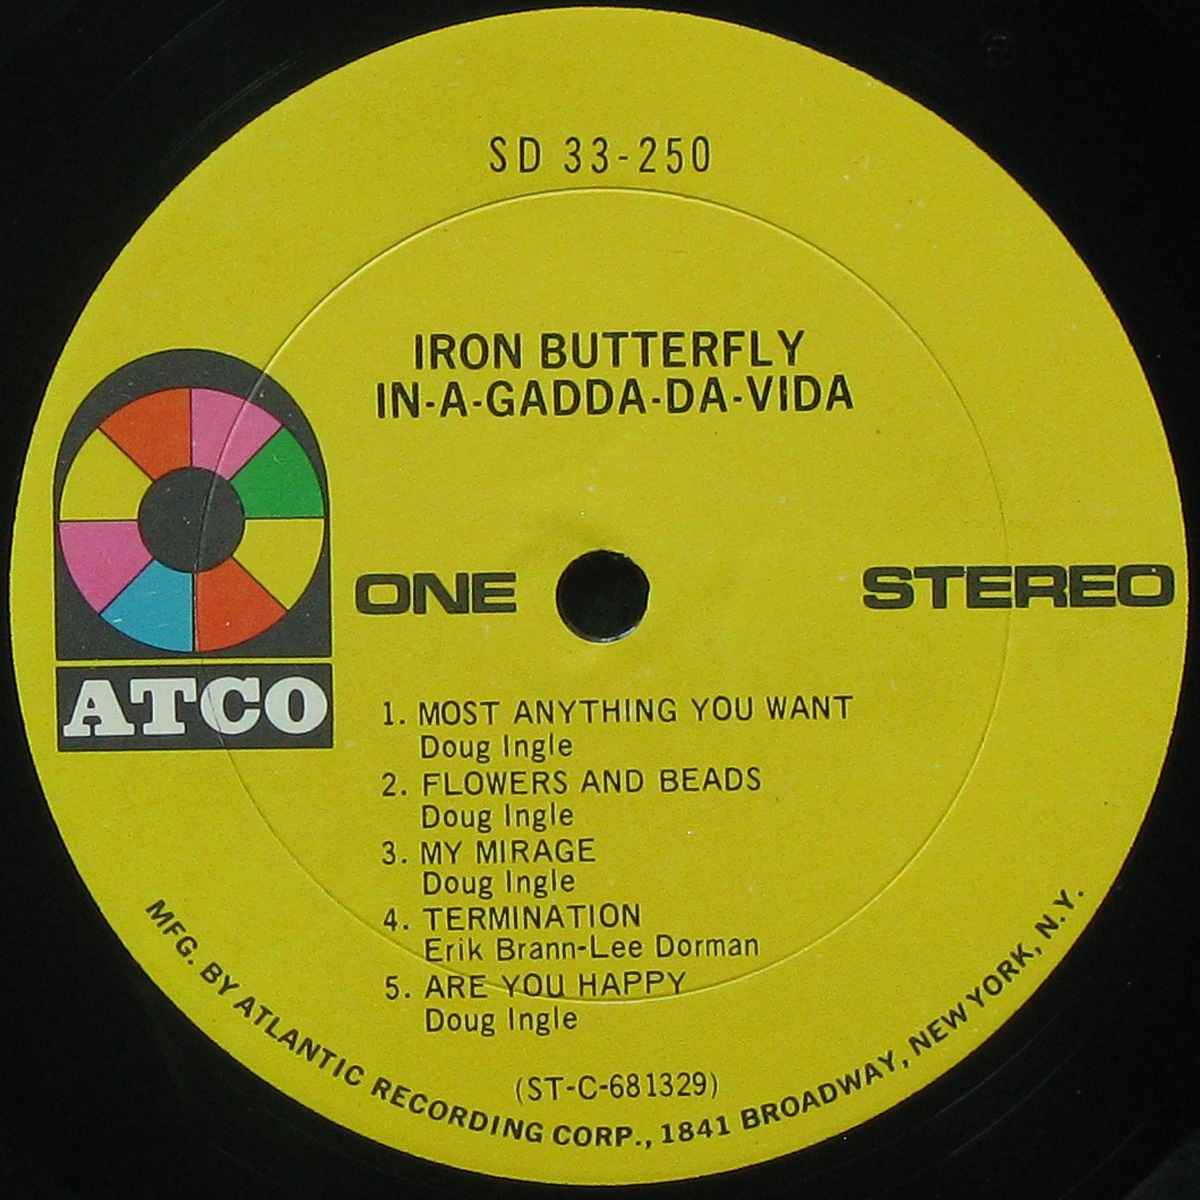 SD 33-250
IRON BUTTERFLY
IN-A-GADDA-DA-VIDA
ATCO
ONE
STEREO
1. MOST ANYTHING YOU WANT
Doug Ingle
2. FLOWERS AND BEADS
Doug Ingle
3. MY MIRAGE
Doug Ingle
4. TERMINATION
Erik Brann-Lee Dorman
5. ARE YOU HAPPY
Doug Ingle
(ST-C-681329)
MFG. BY ATLANTIC RECORDING CORP., 1841 BROADWAY, NEW YORK, N.Y.